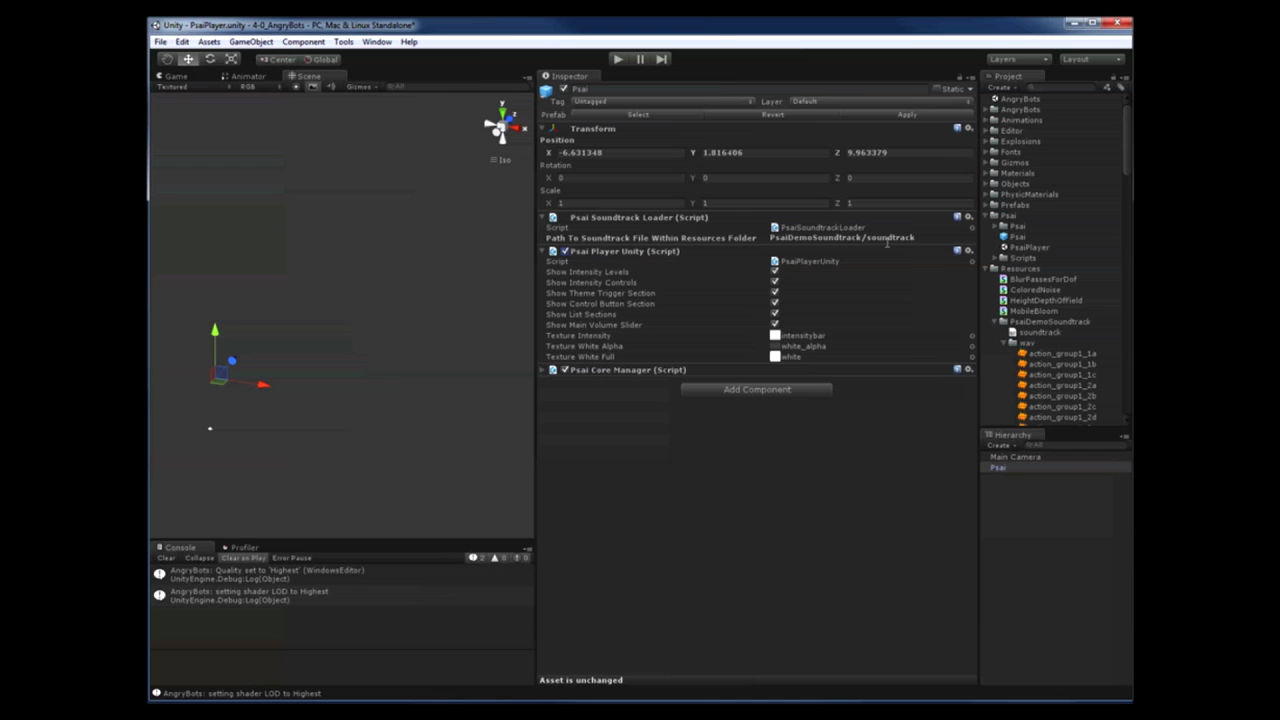 Unity - PsaiPlayer.unity - 4-0_AngryBots - PC, Mac & Linux Standalone*
File Edit Assets GameObject Component Tools Window Help
Center Global Layers Layout
Game Animator Scene
Textured RGB Gizmos All
y
z
x
Iso
Inspector
Psai Static
Tag Untagged Layer Default
Prefab Select Revert Apply
Transform
Position
X -6.631348 Y 1.816406 Z 9.963379
Rotation
X 0 Y 0 Z 0
Scale
X 1 Y 1 Z 1
Psai Soundtrack Loader (Script)
Script PsaiSoundtrackLoader
Path To Soundtrack File Within Resources Folder PsaiDemoSoundtrack/soundtrack
Psai Player Unity (Script)
Script PsaiPlayerUnity
Show Intensity Levels
Show Intensity Controls
Show Theme Trigger Section
Show Control Button Section
Show List Sections
Show Main Volume Slider
Texture Intensity intensitybar
Texture White Alpha white_alpha
Texture White Full white
Psai Core Manager (Script)
Add Component
Asset is unchanged
Project
Create
AngryBots
AngryBots
Animations
Editor
Explosions
Fonts
Gizmos
Materials
Objects
PhysicMaterials
Prefabs
Psai
Psai
Psai
PsaiPlayer
Scripts
Resources
BlurPassesForDof
ColoredNoise
HeightDepthOfField
MobileBloom
PsaiDemoSoundtrack
soundtrack
wav
action_group1_1a
action_group1_1b
action_group1_1c
action_group1_2a
action_group1_2b
action_group1_2c
action_group1_2d
Hierarchy
Create All
Main Camera
Psai
Console Profiler
Clear Collapse Clear on Play Error Pause 2
AngryBots: Quality set to 'Highest' (WindowsEditor)
UnityEngine.Debug:Log(Object)
AngryBots: setting shader LOD to Highest
UnityEngine.Debug:Log(Object)
AngryBots: setting shader LOD to Highest